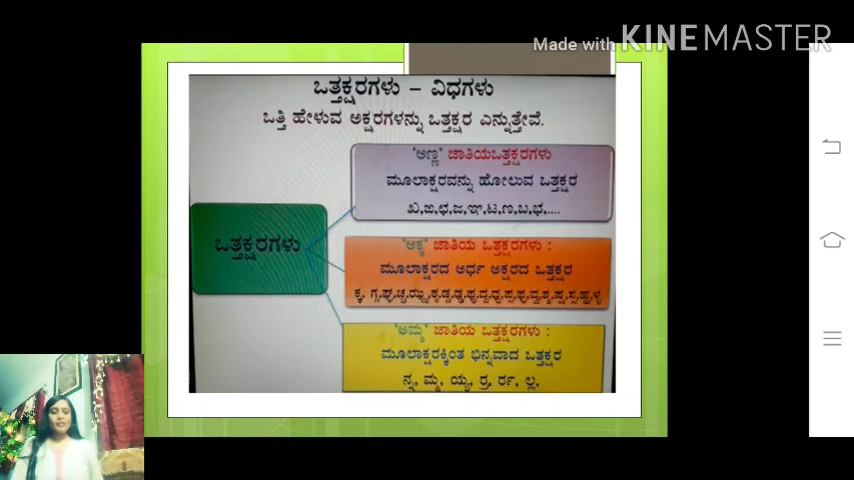 Made with KINEMASTER
ಒತ್ತಕ್ಷರಗಳು – ವಿಧಗಳು
ಒತ್ತಿ ಹೇಳುವ ಅಕ್ಷರಗಳನ್ನು ಒತ್ತಕ್ಷರ ಎನ್ನುತ್ತೇವೆ.
'ಅಣ್ಣ' ಜಾತಿಯಒತ್ತಕ್ಷರಗಳು
ಮೂಲಾಕ್ಷರವನ್ನು ಹೋಲುವ ಒತ್ತಕ್ಷರ
ಖ,ಙ,ಛ,ಜ,ಞ,ಟ,ಣ,ಬ,ಭ,....
ಒತ್ತಕ್ಷರಗಳು
'ಅಕ್ಕ' ಜಾತಿಯ ಒತ್ತಕ್ಷರಗಳು :
ಮೂಲಾಕ್ಷರದ ಅರ್ಧ ಅಕ್ಷರದ ಒತ್ತಕ್ಷರ
'ಅಮ್ಮ' ಜಾತಿಯ ಒತ್ತಕ್ಷರಗಳು :
ಮೂಲಾಕ್ಷರಕ್ಕಿಂತ ಭಿನ್ನವಾದ ಒತ್ತಕ್ಷರ
ನ್ನ, ಮ್ಮ, ಯ್ಯ, ರ‍್ರ, ರ್ರ, ಲ್ಲ,